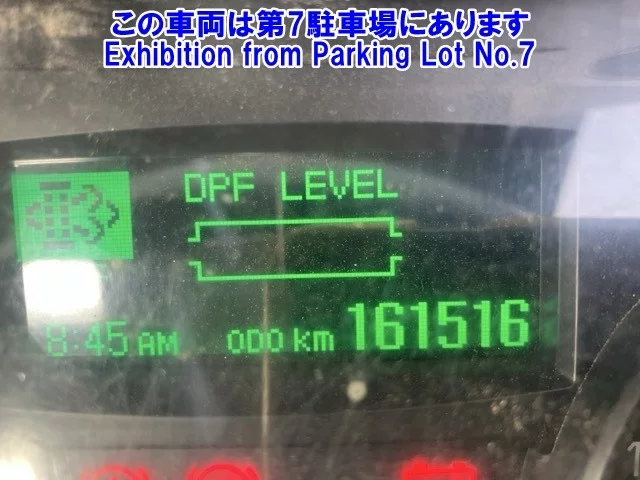 この車両は第7駐車場にあります
Exhibition from Parking Lot No.7
DPF LEVEL
8:45 AM ODO km 161516